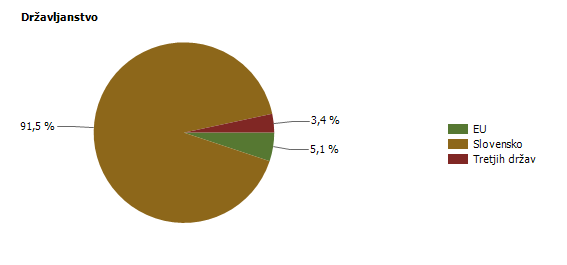 Državljanstvo
91,5 %
3,4 %
5,1 %
EU
Slovensko
Tretjih držav